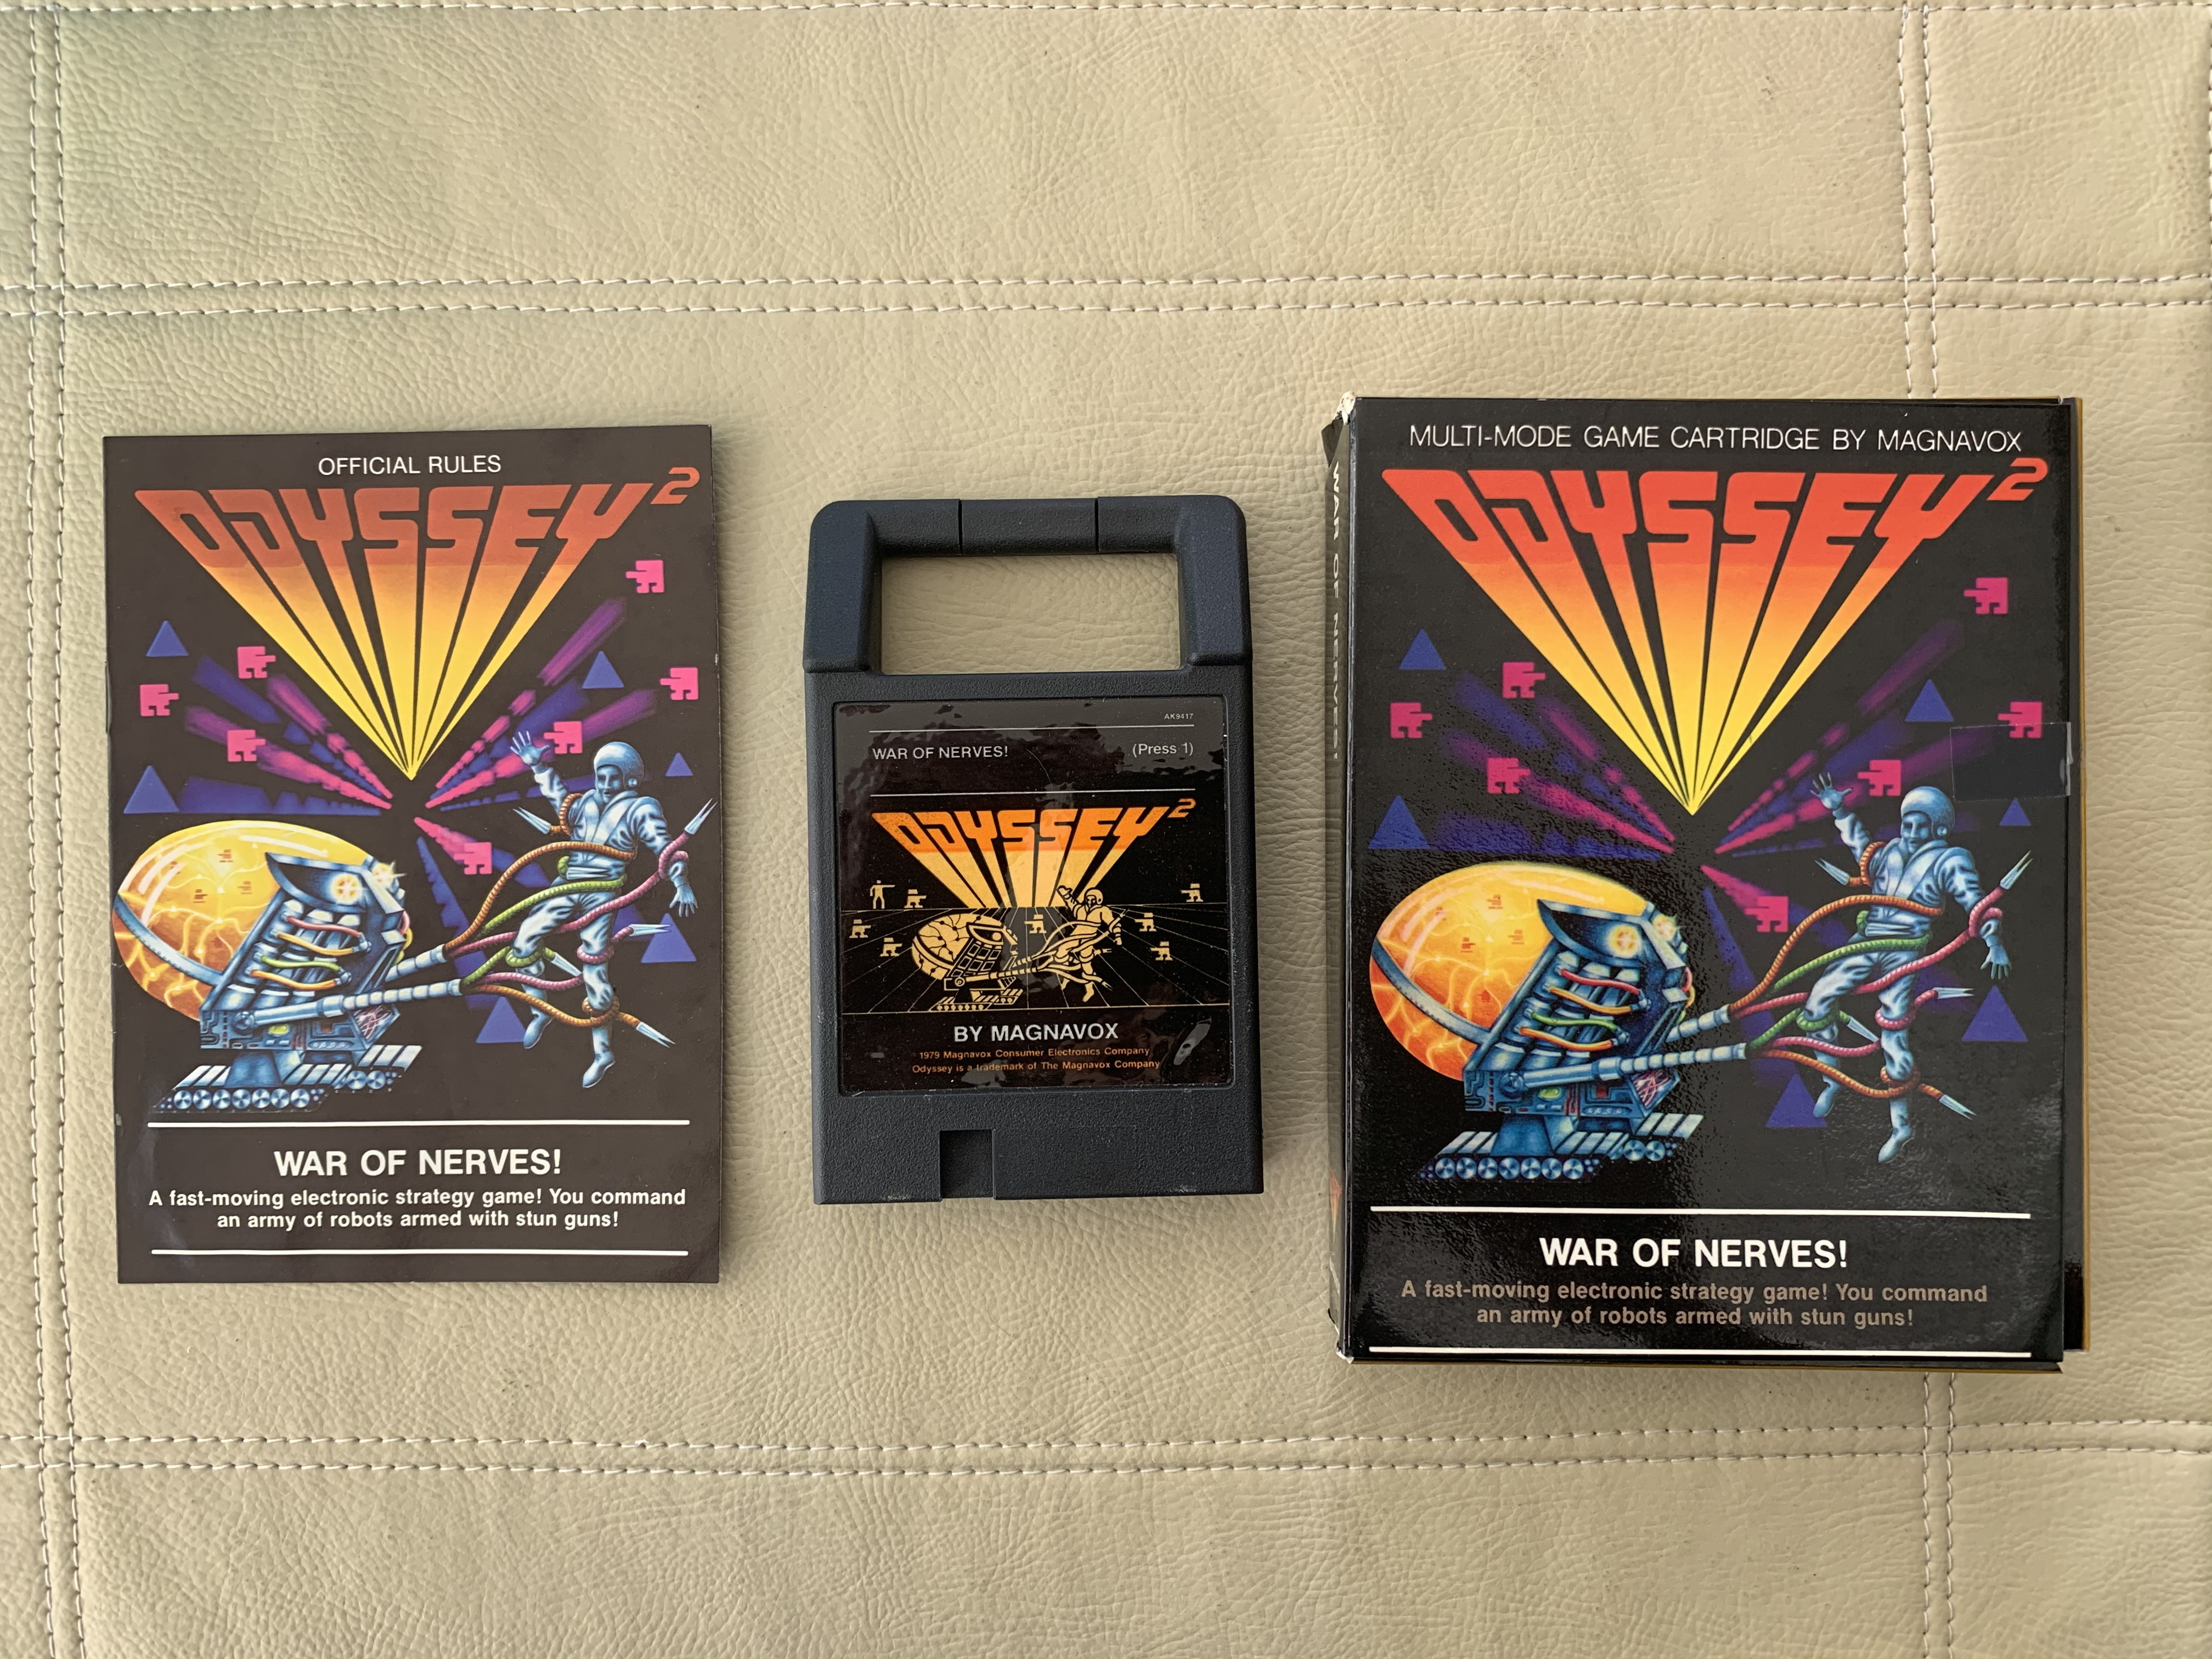 OFFICIAL RULES
ODYSSEY²
WAR OF NERVES!
A fast-moving electronic strategy game! You command
an army of robots armed with stun guns!
AK9417
WAR OF NERVES! (Press 1)
ODYSSEY²
BY MAGNAVOX
1979 Magnavox Consumer Electronics Company
Odyssey is a trademark of The Magnavox Company
WAR OF NERVES!
MULTI-MODE GAME CARTRIDGE BY MAGNAVOX
ODYSSEY²
WAR OF NERVES!
A fast-moving electronic strategy game! You command
an army of robots armed with stun guns!